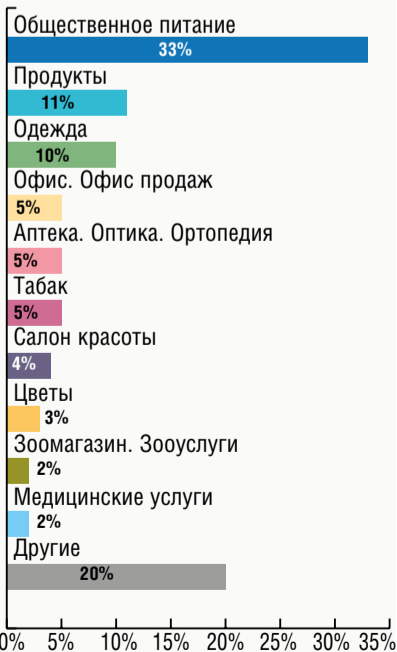 Общественное питание
33%
Продукты
11%
Одежда
10%
Офис. Офис продаж
5%
Аптека. Оптика. Ортопедия
5%
Табак
5%
Салон красоты
4%
Цветы
3%
Зоомагазин. Зооуслуги
2%
Медицинские услуги
2%
Другие
20%
0% 5% 10% 15% 20% 25% 30% 35%